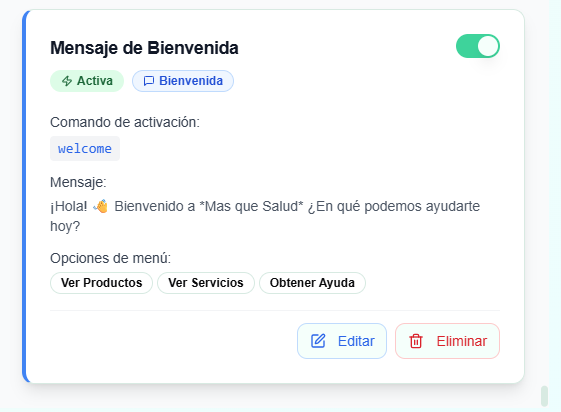 Mensaje de Bienvenida
Activa Bienvenida
Comando de activación:
welcome
Mensaje:
¡Hola! 👋 Bienvenido a *Mas que Salud* ¿En qué podemos ayudarte
hoy?
Opciones de menú:
Ver Productos Ver Servicios Obtener Ayuda
Editar Eliminar